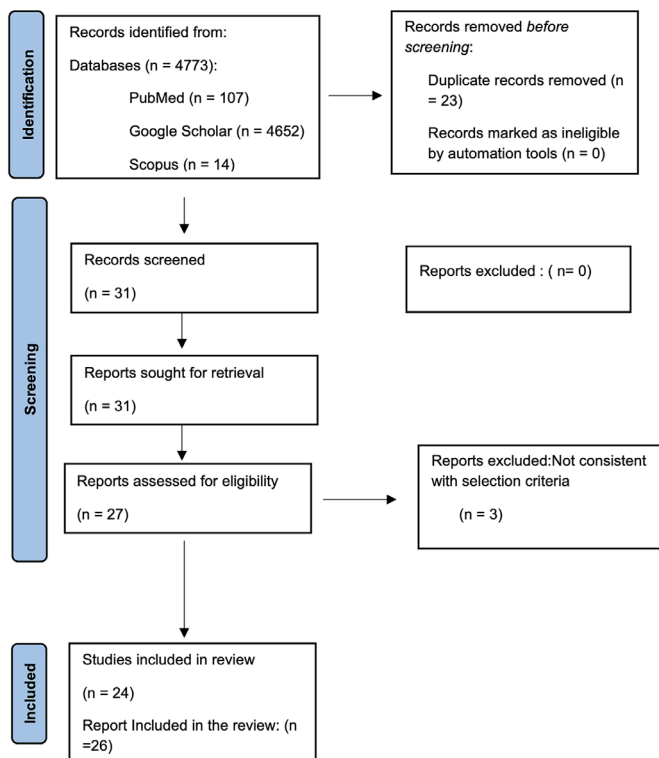 Identification
Records identified from:
Databases (n = 4773):
PubMed (n = 107)
Google Scholar (n = 4652)
Scopus (n = 14)
Records removed before
screening:
Duplicate records removed (n
= 23)
Records marked as ineligible
by automation tools (n = 0)
Screening
Records screened
(n = 31)
Reports excluded : ( n= 0)
Reports sought for retrieval
(n = 31)
Reports assessed for eligibility
(n = 27)
Reports excluded:Not consistent
with selection criteria
(n = 3)
Included
Studies included in review
(n = 24)
Report Included in the review: (n
=26)